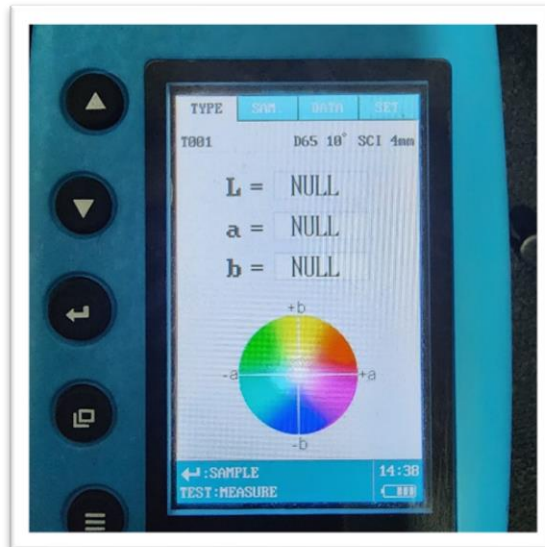 TYPE SAM. DATA SET
T001 D65 10° SCI 4mm
L = NULL
a = NULL
b = NULL
+b
-a +a
-b
↵:SAMPLE 14:38
TEST:MEASURE